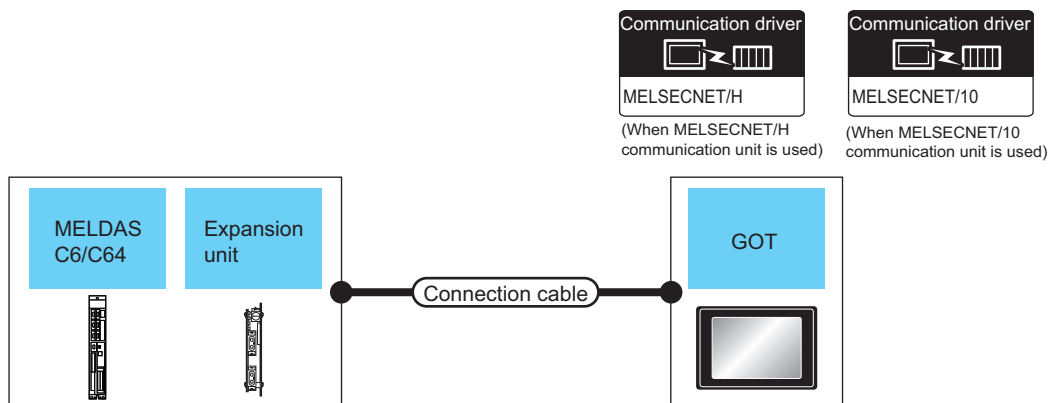 Communication driver
MELSECNET/H
(When MELSECNET/H
communication unit is used)
Communication driver
MELSECNET/10
(When MELSECNET/10
communication unit is used)
MELDAS
C6/C64
Expansion
unit
Connection cable
GOT